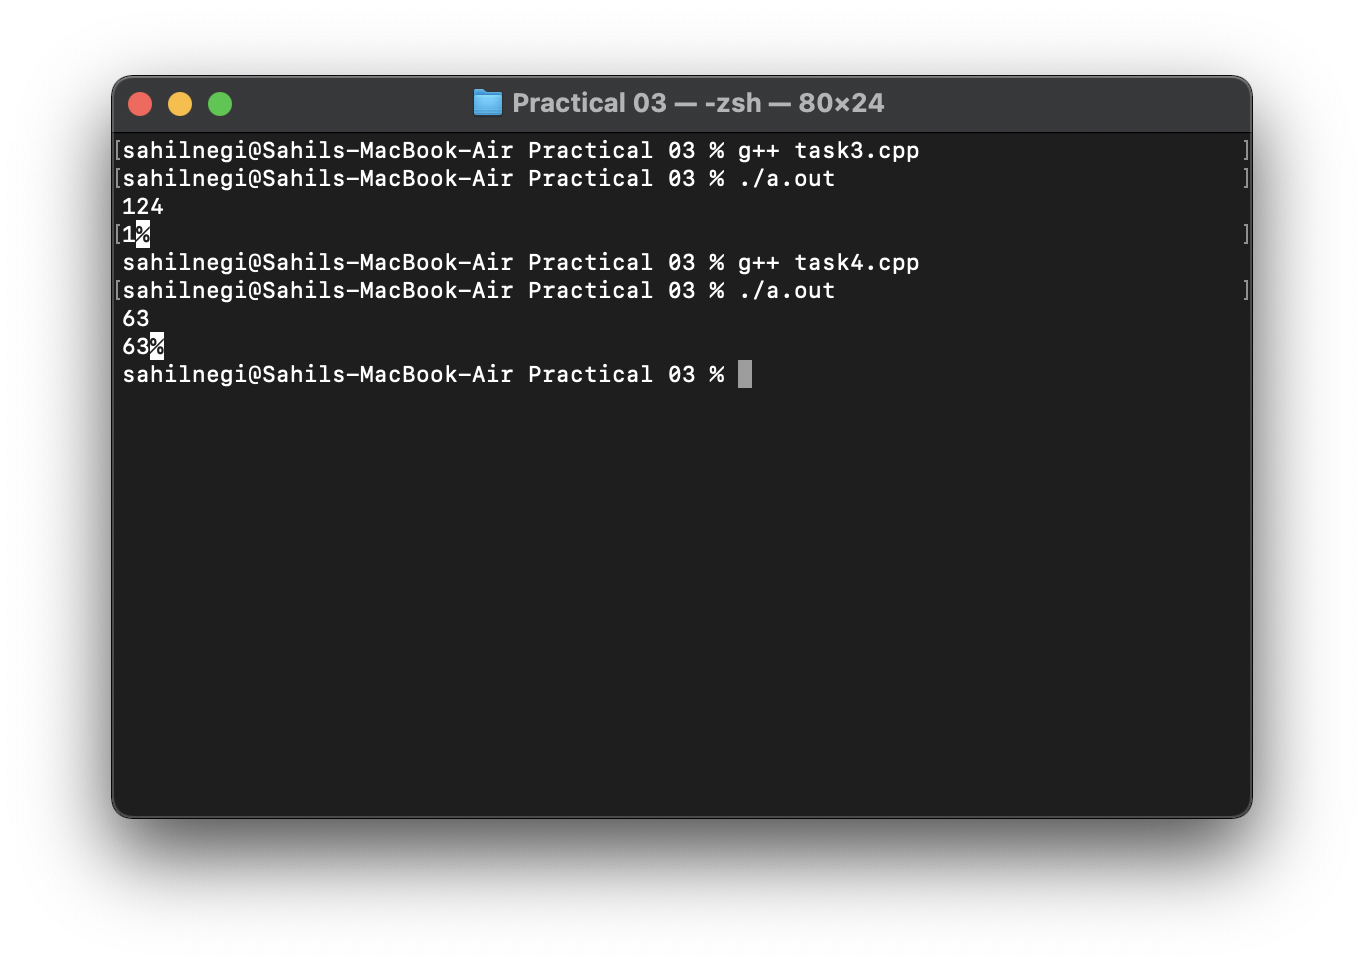 Practical 03 — -zsh — 80×24
[sahilnegi@Sahils-MacBook-Air Practical 03 % g++ task3.cpp ]
[sahilnegi@Sahils-MacBook-Air Practical 03 % ./a.out ]
124
[1% ]
sahilnegi@Sahils-MacBook-Air Practical 03 % g++ task4.cpp
[sahilnegi@Sahils-MacBook-Air Practical 03 % ./a.out ]
63
63%
sahilnegi@Sahils-MacBook-Air Practical 03 %